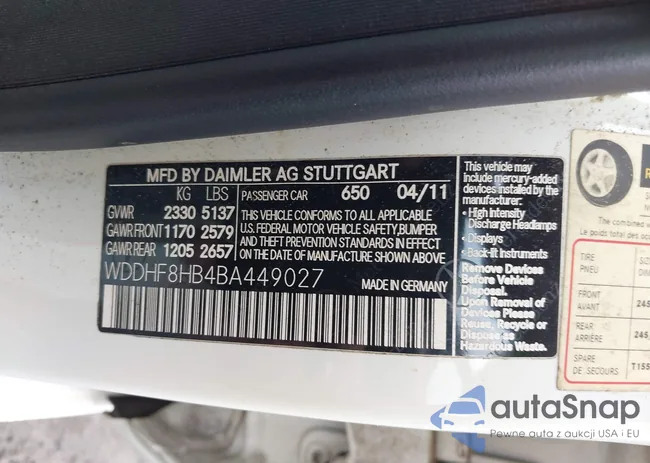 MFD BY DAIMLER AG STUTTGART
KG LBS
GVWR 2330 5137
GAWR FRONT 1170 2579
GAWR REAR 1205 2657
PASSENGER CAR 650 04/11
THIS VEHICLE CONFORMS TO ALL APPLICABLE
U.S. FEDERAL MOTOR VEHICLE SAFETY,BUMPER
AND THEFT PREVENTION STANDARDS IN EFFECT
ON THE DATE OF MANUFACTURE SHOWN ABOVE
WDDHF8HB4BA449027
MADE IN GERMANY
This vehicle may
include mercury-added
devices installed by the
manufacturer:
• High Intensity
Discharge Headlamps
• Displays
• Back-lit Instruments
Remove Devices
Before Vehicle
Disposal.
Upon Removal of
Devices Please
Reuse, Recycle or
Dispose as
Hazardous Waste.
The combined
TIRE
PNEU
FRONT
AVANT
245
REAR
ARRIÈRE
245
SPARE
DE SECOURS
T155
autaSnap
Pewne auta z aukcji USA i EU